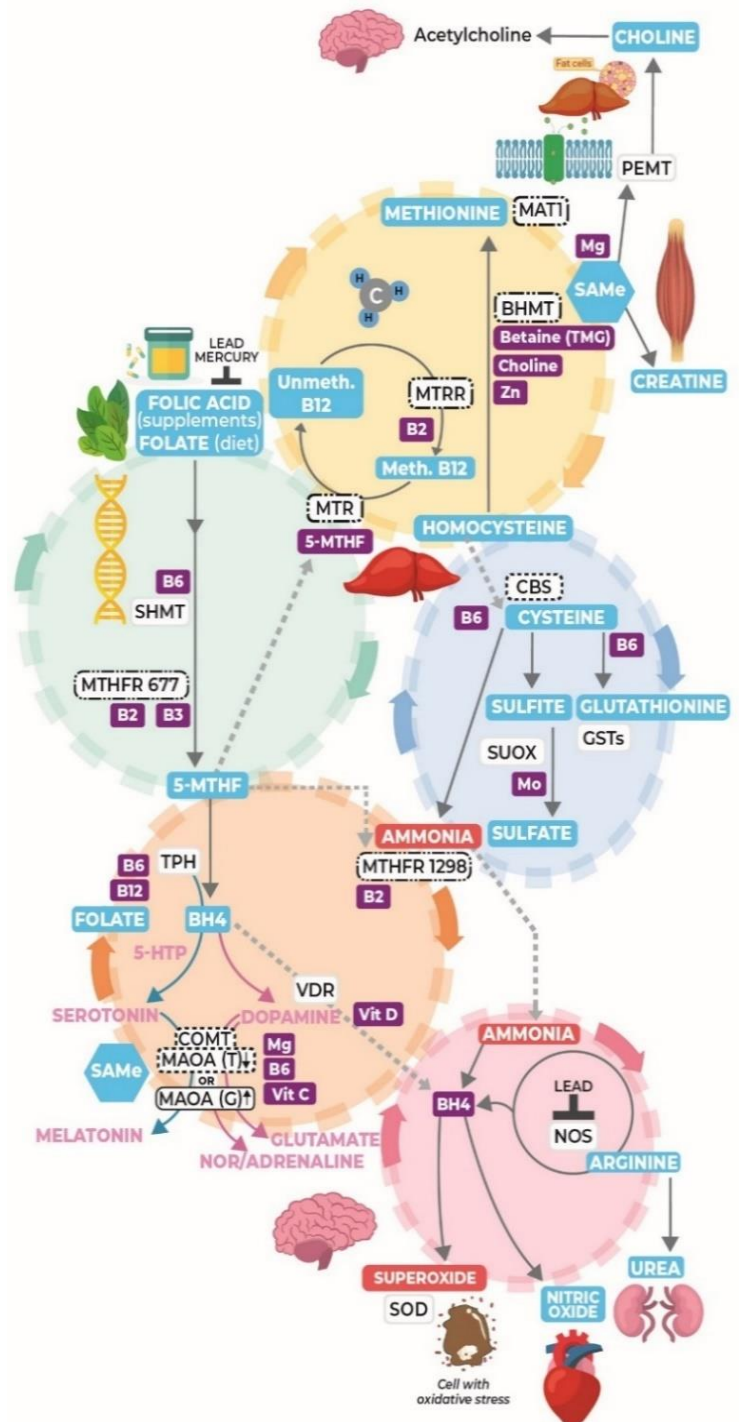 Acetylcholine
CHOLINE
Fat cells
PEMT
METHIONINE
MAT1
Mg
SAMe
H
C
H
H
BHMT
Betaine (TMG)
Choline
Zn
CREATINE
LEAD
MERCURY
FOLIC ACID
(supplements)
FOLATE (diet)
Unmeth.
B12
MTRR
B2
Meth. B12
MTR
5-MTHF
HOMOCYSTEINE
B6
SHMT
MTHFR 677
B2
B3
5-MTHF
CBS
B6
CYSTEINE
B6
SULFITE
GLUTATHIONINE
SUOX
GSTs
Mo
SULFATE
AMMONIA
MTHFR 1298
B2
B6
TPH
B12
FOLATE
BH4
5-HTP
SEROTONIN
DOPAMINE
VDR
Vit D
COMT
MAOA (T)↓
OR
MAOA (G)↑
SAMe
Mg
B6
Vit C
MELATONIN
GLUTAMATE
NOR/ADRENALINE
AMMONIA
BH4
LEAD
NOS
ARGININE
UREA
SUPEROXIDE
SOD
NITRIC
OXIDE
Cell with
oxidative stress